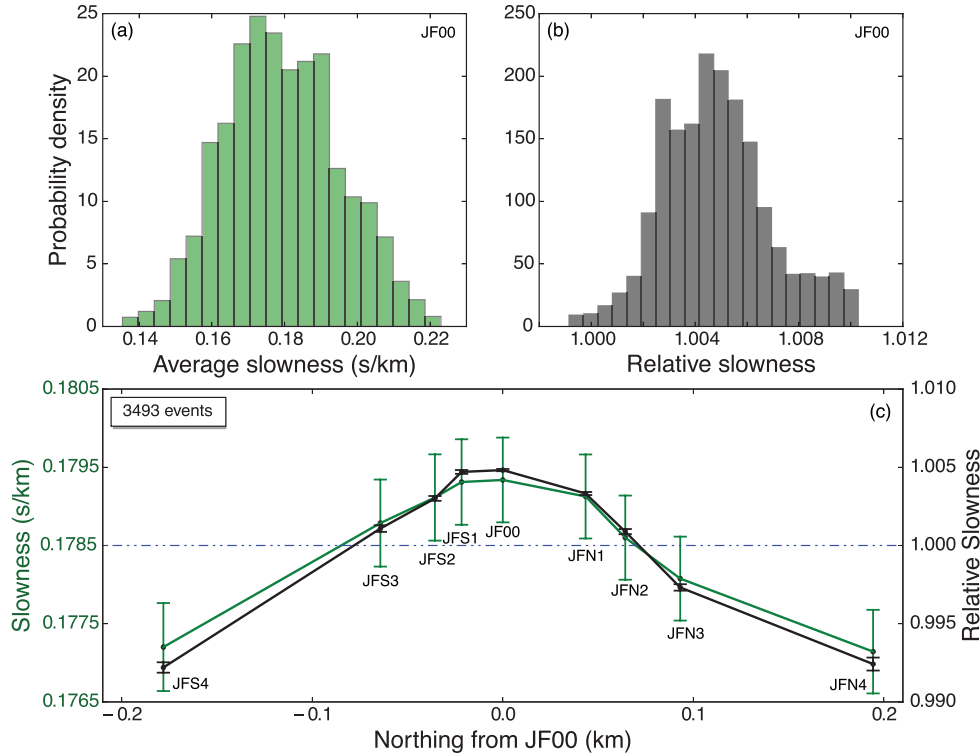 (a)
JF00
25
20
15
10
5
0
Probability density
0.14
0.16
0.18
0.20
0.22
Average slowness (s/km)
(b)
JF00
250
200
150
100
50
0
1.000
1.004
1.008
1.012
Relative slowness
(c)
3493 events
0.1805
0.1795
0.1785
0.1775
0.1765
Slowness (s/km)
1.010
1.005
1.000
0.995
0.990
Relative Slowness
JFS4
JFS3
JFS2
JFS1
JF00
JFN1
JFN2
JFN3
JFN4
−0.2
−0.1
0.0
0.1
0.2
Northing from JF00 (km)